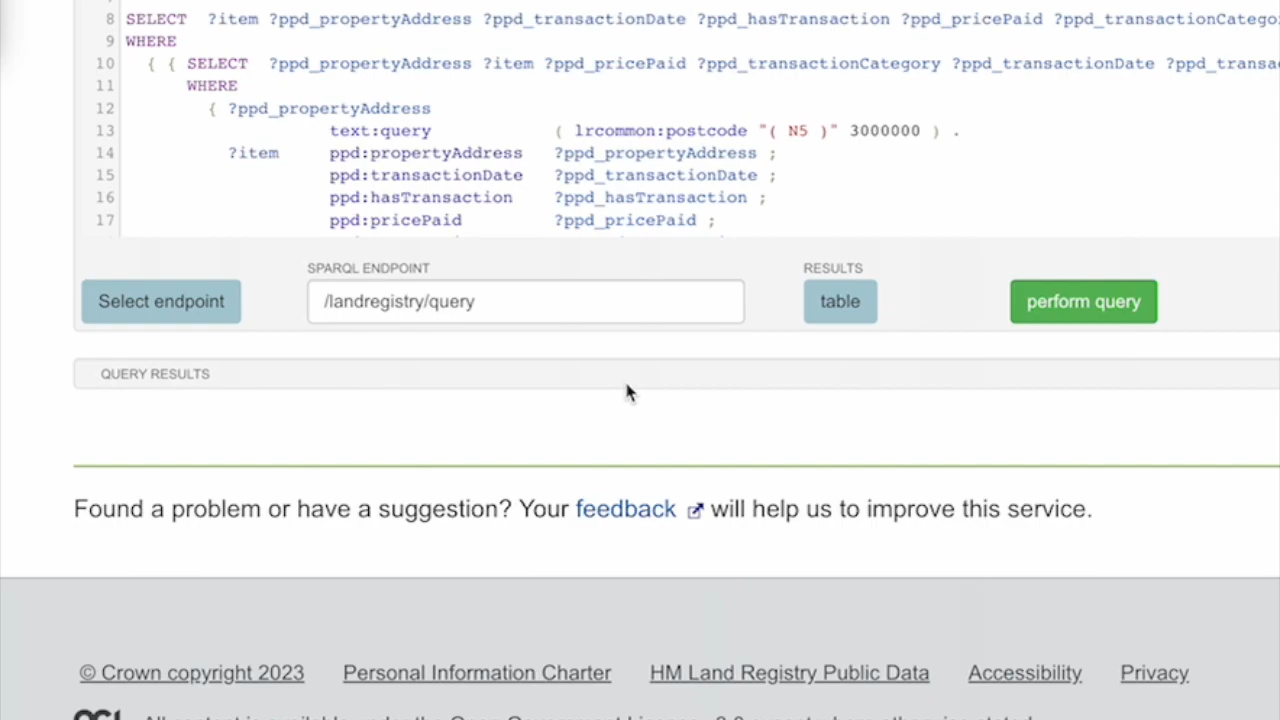 8 SELECT ?item ?ppd_propertyAddress ?ppd_transactionDate ?ppd_hasTransaction ?ppd_pricePaid ?ppd_transactionCatego
9 WHERE
10 { { SELECT ?ppd_propertyAddress ?item ?ppd_pricePaid ?ppd_transactionCategory ?ppd_transactionDate ?ppd_transa
11 WHERE
12 { ?ppd_propertyAddress
13 text:query ( lrcommon:postcode "( N5 )" 3000000 ) .
14 ?item ppd:propertyAddress ?ppd_propertyAddress ;
15 ppd:transactionDate ?ppd_transactionDate ;
16 ppd:hasTransaction ?ppd_hasTransaction ;
17 ppd:pricePaid ?ppd_pricePaid ;
SPARQL ENDPOINT RESULTS
Select endpoint /landregistry/query table perform query
QUERY RESULTS
Found a problem or have a suggestion? Your feedback will help us to improve this service.
© Crown copyright 2023 Personal Information Charter HM Land Registry Public Data Accessibility Privacy